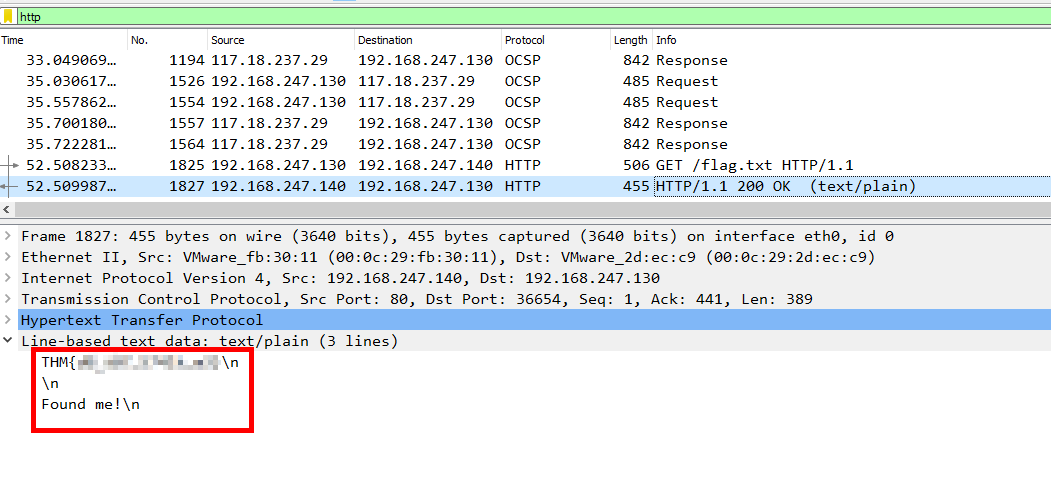 http
Time No. Source Destination Protocol Length Info
33.049069… 1194 117.18.237.29 192.168.247.130 OCSP 842 Response
35.030617… 1526 192.168.247.130 117.18.237.29 OCSP 485 Request
35.557862… 1554 192.168.247.130 117.18.237.29 OCSP 485 Request
35.700180… 1557 117.18.237.29 192.168.247.130 OCSP 842 Response
35.722281… 1564 117.18.237.29 192.168.247.130 OCSP 842 Response
52.508233… 1825 192.168.247.130 192.168.247.140 HTTP 506 GET /flag.txt HTTP/1.1
52.509987… 1827 192.168.247.140 192.168.247.130 HTTP 455 HTTP/1.1 200 OK (text/plain)
Frame 1827: 455 bytes on wire (3640 bits), 455 bytes captured (3640 bits) on interface eth0, id 0
Ethernet II, Src: VMware_fb:30:11 (00:0c:29:fb:30:11), Dst: VMware_2d:ec:c9 (00:0c:29:2d:ec:c9)
Internet Protocol Version 4, Src: 192.168.247.140, Dst: 192.168.247.130
Transmission Control Protocol, Src Port: 80, Dst Port: 36654, Seq: 1, Ack: 441, Len: 389
Hypertext Transfer Protocol
Line-based text data: text/plain (3 lines)
THM{ \n
\n
Found me!\n